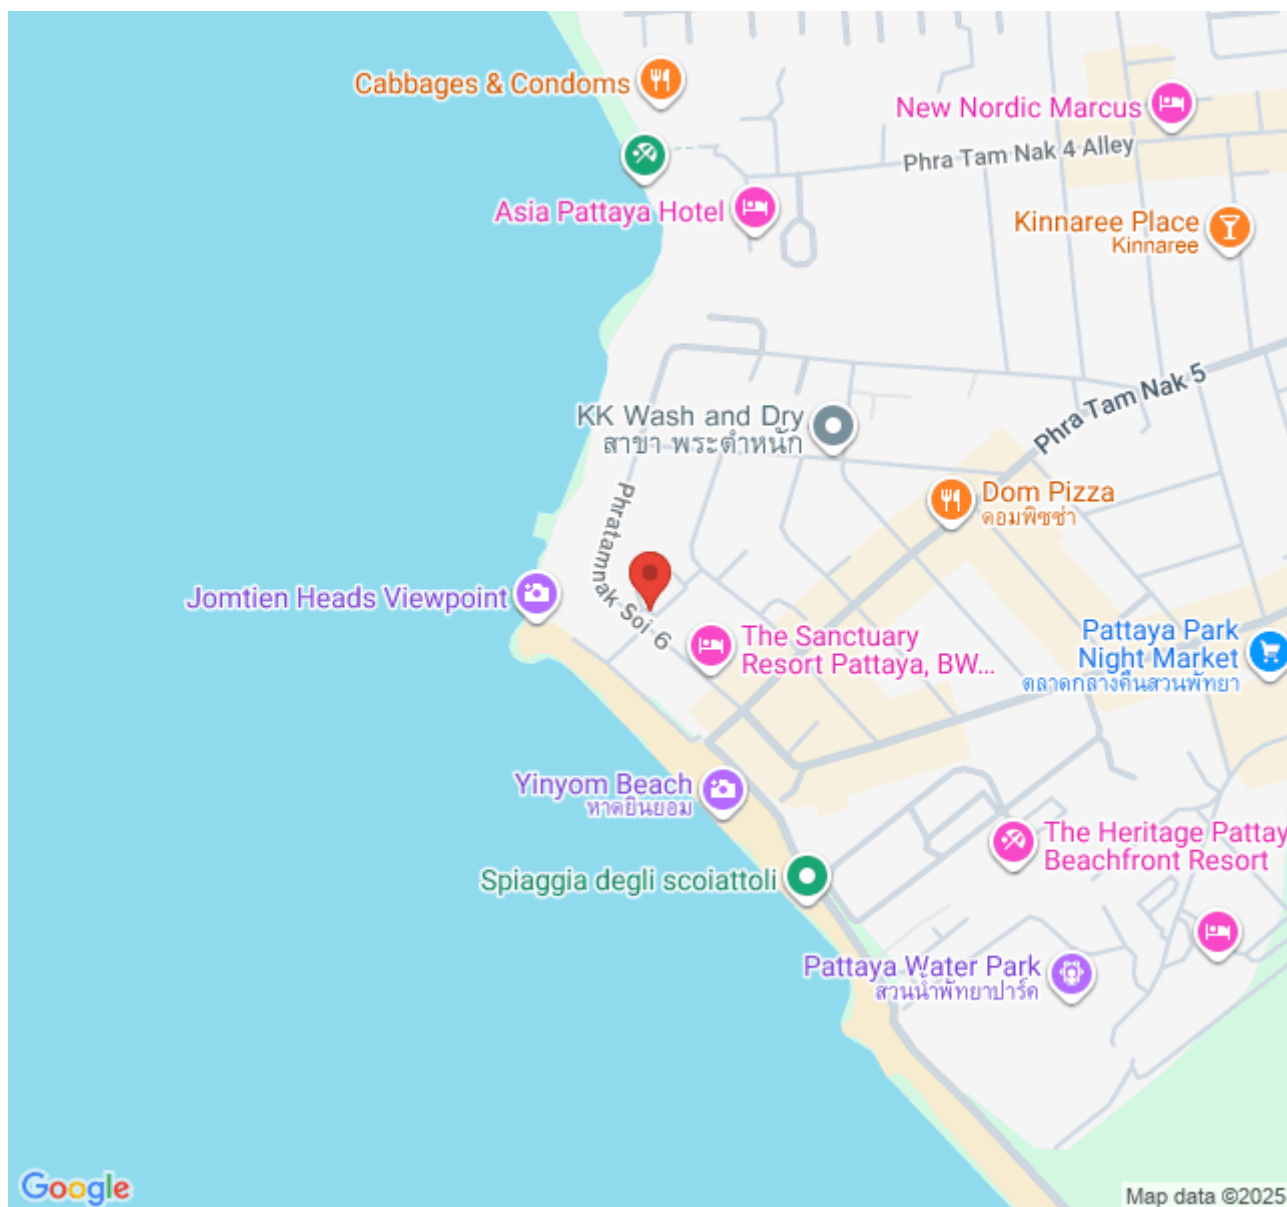 Cabbages & Condoms
New Nordic Marcus
Phra Tam Nak 4 Alley
Asia Pattaya Hotel
Kinnaree Place
Kinnaree
Phra Tam Nak 5
KK Wash and Dry
สาขา พระตำหนัก
Dom Pizza
ดอมพิซซ่า
Phratamnak Soi 6
Jomtien Heads Viewpoint
The Sanctuary
Resort Pattaya, BW...
Pattaya Park
Night Market
ตลาดกลางคืนสวนพัทยา
Yinyom Beach
หาดยินยอม
The Heritage Pattay
Beachfront Resort
Spiaggia degli scoiattoli
Pattaya Water Park
สวนน้ำพัทยาปาร์ค
Google
Map data ©2025